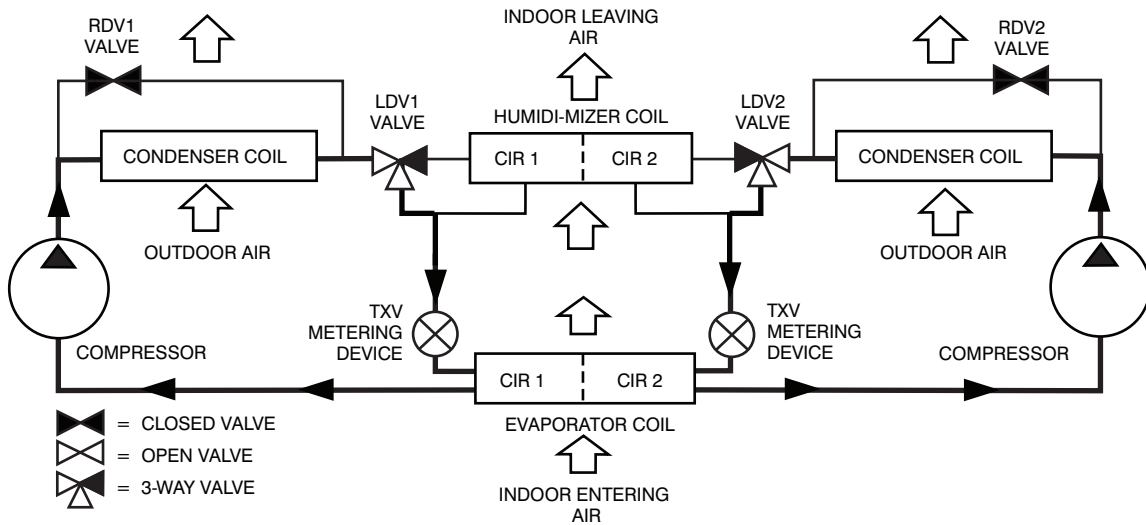 RDV1
VALVE
INDOOR LEAVING
AIR
RDV2
VALVE
LDV1
VALVE
HUMIDI-MIZER COIL
LDV2
VALVE
CONDENSER COIL
CIR 1
CIR 2
CONDENSER COIL
OUTDOOR AIR
OUTDOOR AIR
TXV
METERING
DEVICE
TXV
METERING
DEVICE
COMPRESSOR
COMPRESSOR
CIR 1
CIR 2
EVAPORATOR COIL
= CLOSED VALVE
= OPEN VALVE
= 3-WAY VALVE
INDOOR ENTERING
AIR